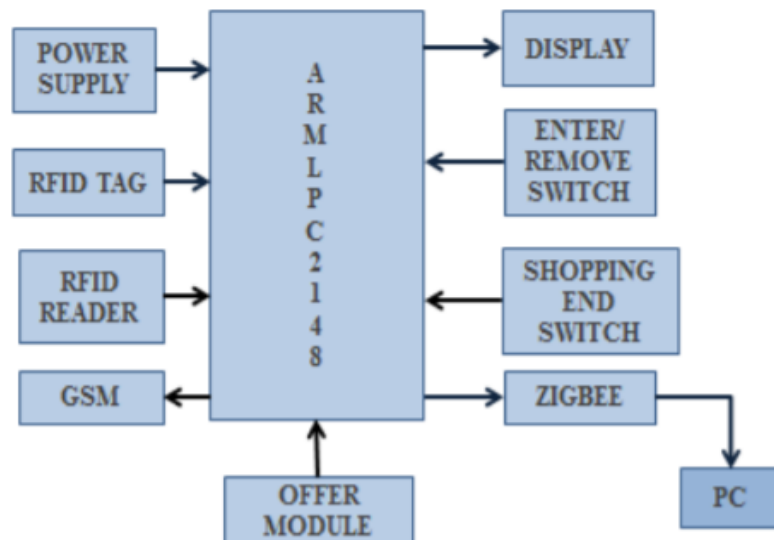 POWER
SUPPLY
RFID TAG
RFID
READER
GSM
A
R
M
L
P
C
2
1
4
8
DISPLAY
ENTER/
REMOVE
SWITCH
SHOPPING
END
SWITCH
ZIGBEE
PC
OFFER
MODULE